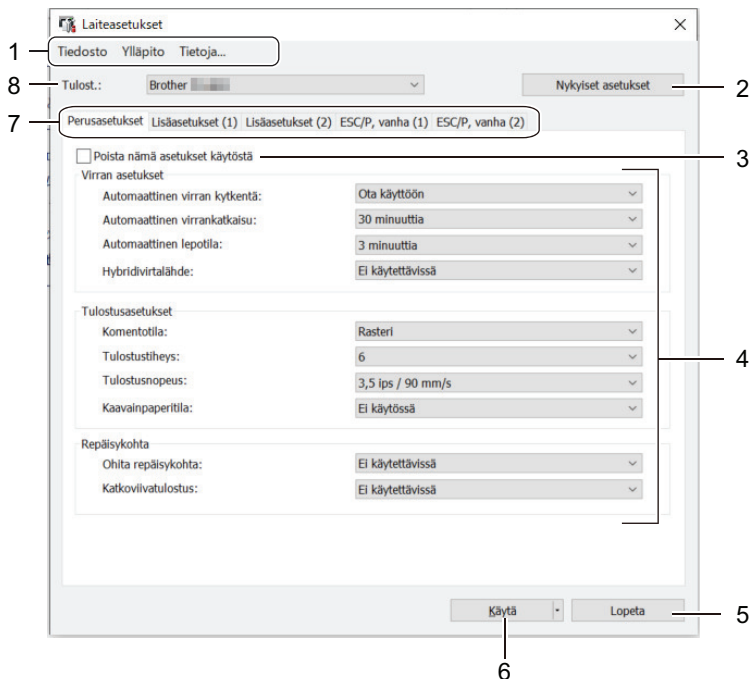 Laiteasetukset
1 Tiedosto Ylläpito Tietoja...
8 Tulost.: Brother Nykyiset asetukset 2
7 Perusasetukset Lisäasetukset (1) Lisäasetukset (2) ESC/P, vanha (1) ESC/P, vanha (2)
Poista nämä asetukset käytöstä 3
Virran asetukset
Automaattinen virran kytkentä: Ota käyttöön
Automaattinen virrankatkaisu: 30 minuuttia
Automaattinen lepotila: 3 minuuttia
Hybridivirtalähde: Ei käytettävissä
Tulostusasetukset
Komentotila: Rasteri
Tulostustiheys: 6 4
Tulostusnopeus: 3,5 ips / 90 mm/s
Kaavainpaperitila: Ei käytössä
Repäisykohta
Ohita repäisykohta: Ei käytettävissä
Katkoviivatulostus: Ei käytettävissä
Käytä Lopeta 5
6